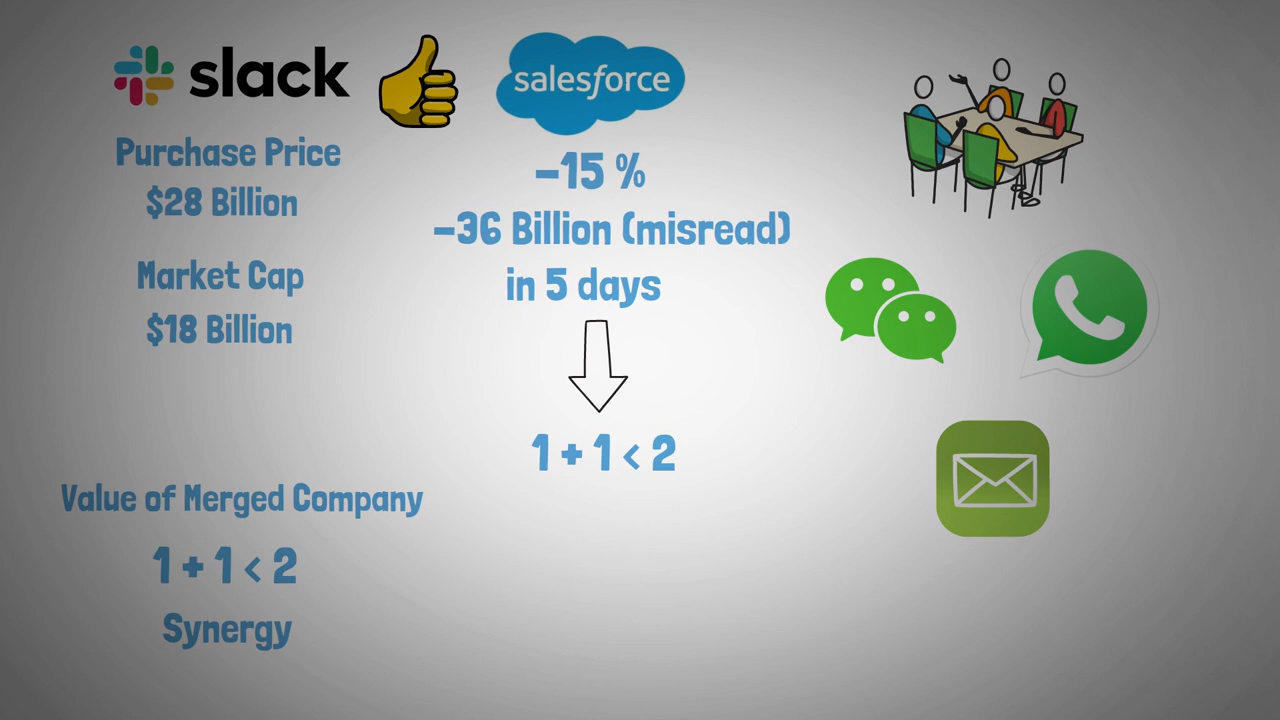 slack
salesforce
Purchase Price
$28 Billion
Market Cap
$18 Billion
-15 %
-36 Billion (misread)
in 5 days
1 + 1 < 2
Value of Merged Company
1 + 1 < 2
Synergy